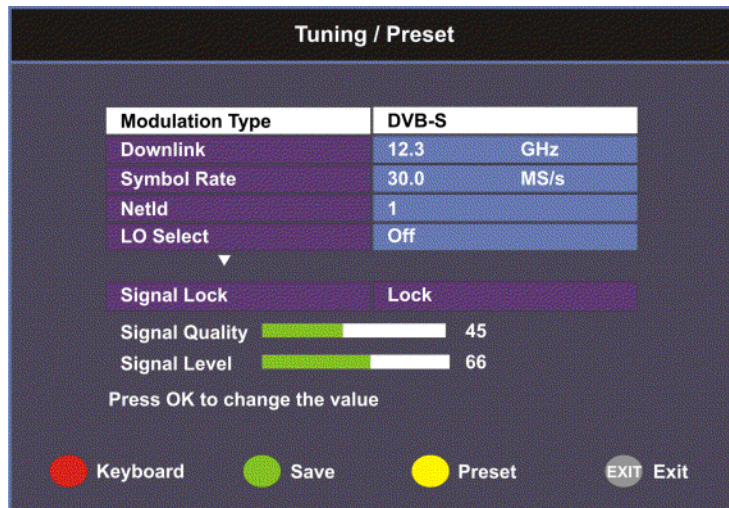 Tuning / Preset
Modulation Type DVB-S
Downlink 12.3 GHz
Symbol Rate 30.0 MS/s
NetId 1
LO Select Off
Signal Lock Lock
Signal Quality 45
Signal Level 66
Press OK to change the value
Keyboard Save Preset EXIT Exit